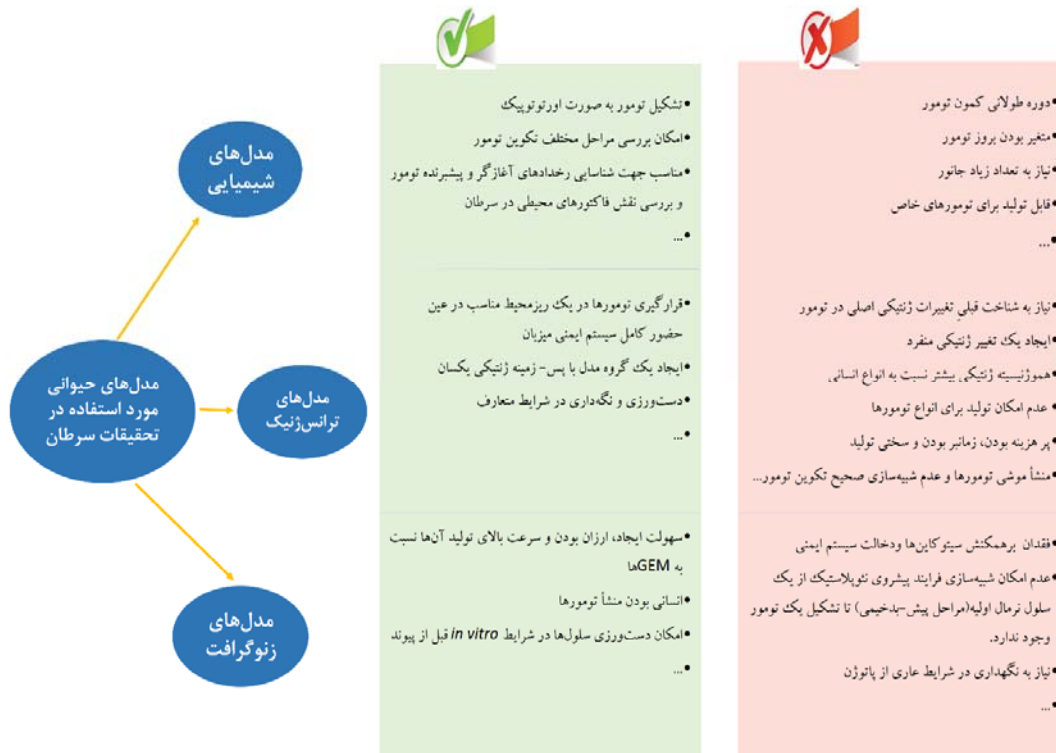 مدل‌های
شیمیایی
مدل‌های حیوانی
مورد استفاده در
تحقیقات سرطان
مدل‌های
ترانس‌ژنیک
مدل‌های
زنوگرافت
•تشکیل تومور به صورت اورتوتوپیک
•امکان بررسی مراحل مختلف تکوین تومور
•مناسب جهت شناسایی رخدادهای آغازگر و پیشبرنده تومور
و بررسی نقش فاکتورهای محیطی در سرطان
•...
•قرارگیری تومورها در یک ریزمحیط مناسب در عین
حضور کامل سیستم ایمنی میزبان
•ایجاد یک گروه مدل با پس- زمینه ژنتیکی یکسان
•دست‌ورزی و نگه‌داری در شرایط متعارف
•...
•سهولت ایجاد، ارزان بودن و سرعت بالای تولید آن‌ها نسبت
به GEMها
•انسانی بودن منشأ تومورها
•امکان دست‌ورزی سلول‌ها در شرایط in vitro قبل از پیوند
•...
•دوره طولانی کمون تومور
•متغیر بودن بروز تومور
•نیاز به تعداد زیاد جانور
•قابل تولید برای تومورهای خاص
•...
•نیاز به شناخت قبلیِ تغییرات ژنتیکی اصلی در تومور
•ایجاد یک تغییر ژنتیکی منفرد
•هموژنیسیته ژنتیکی بیشتر نسبت به انواع انسانی
•عدم امکان تولید برای انواع تومورها
•پر هزینه بودن، زمانبر بودن و سختی تولید
•منشأ موشی تومورها و عدم شبیه‌سازی صحیح تکوین تومور...
•فقدان برهمکنش سیتوکاین‌ها ودخالت سیستم ایمنی
•عدم امکان شبیه‌سازی فرایند پیشروی نئوپلاستیک از یک
سلول نرمال اولیه(مراحل پیش-بدخیمی) تا تشکیل یک تومور
وجود ندارد.
•نیاز به نگهداری در شرایط عاری از پاتوژن
•...